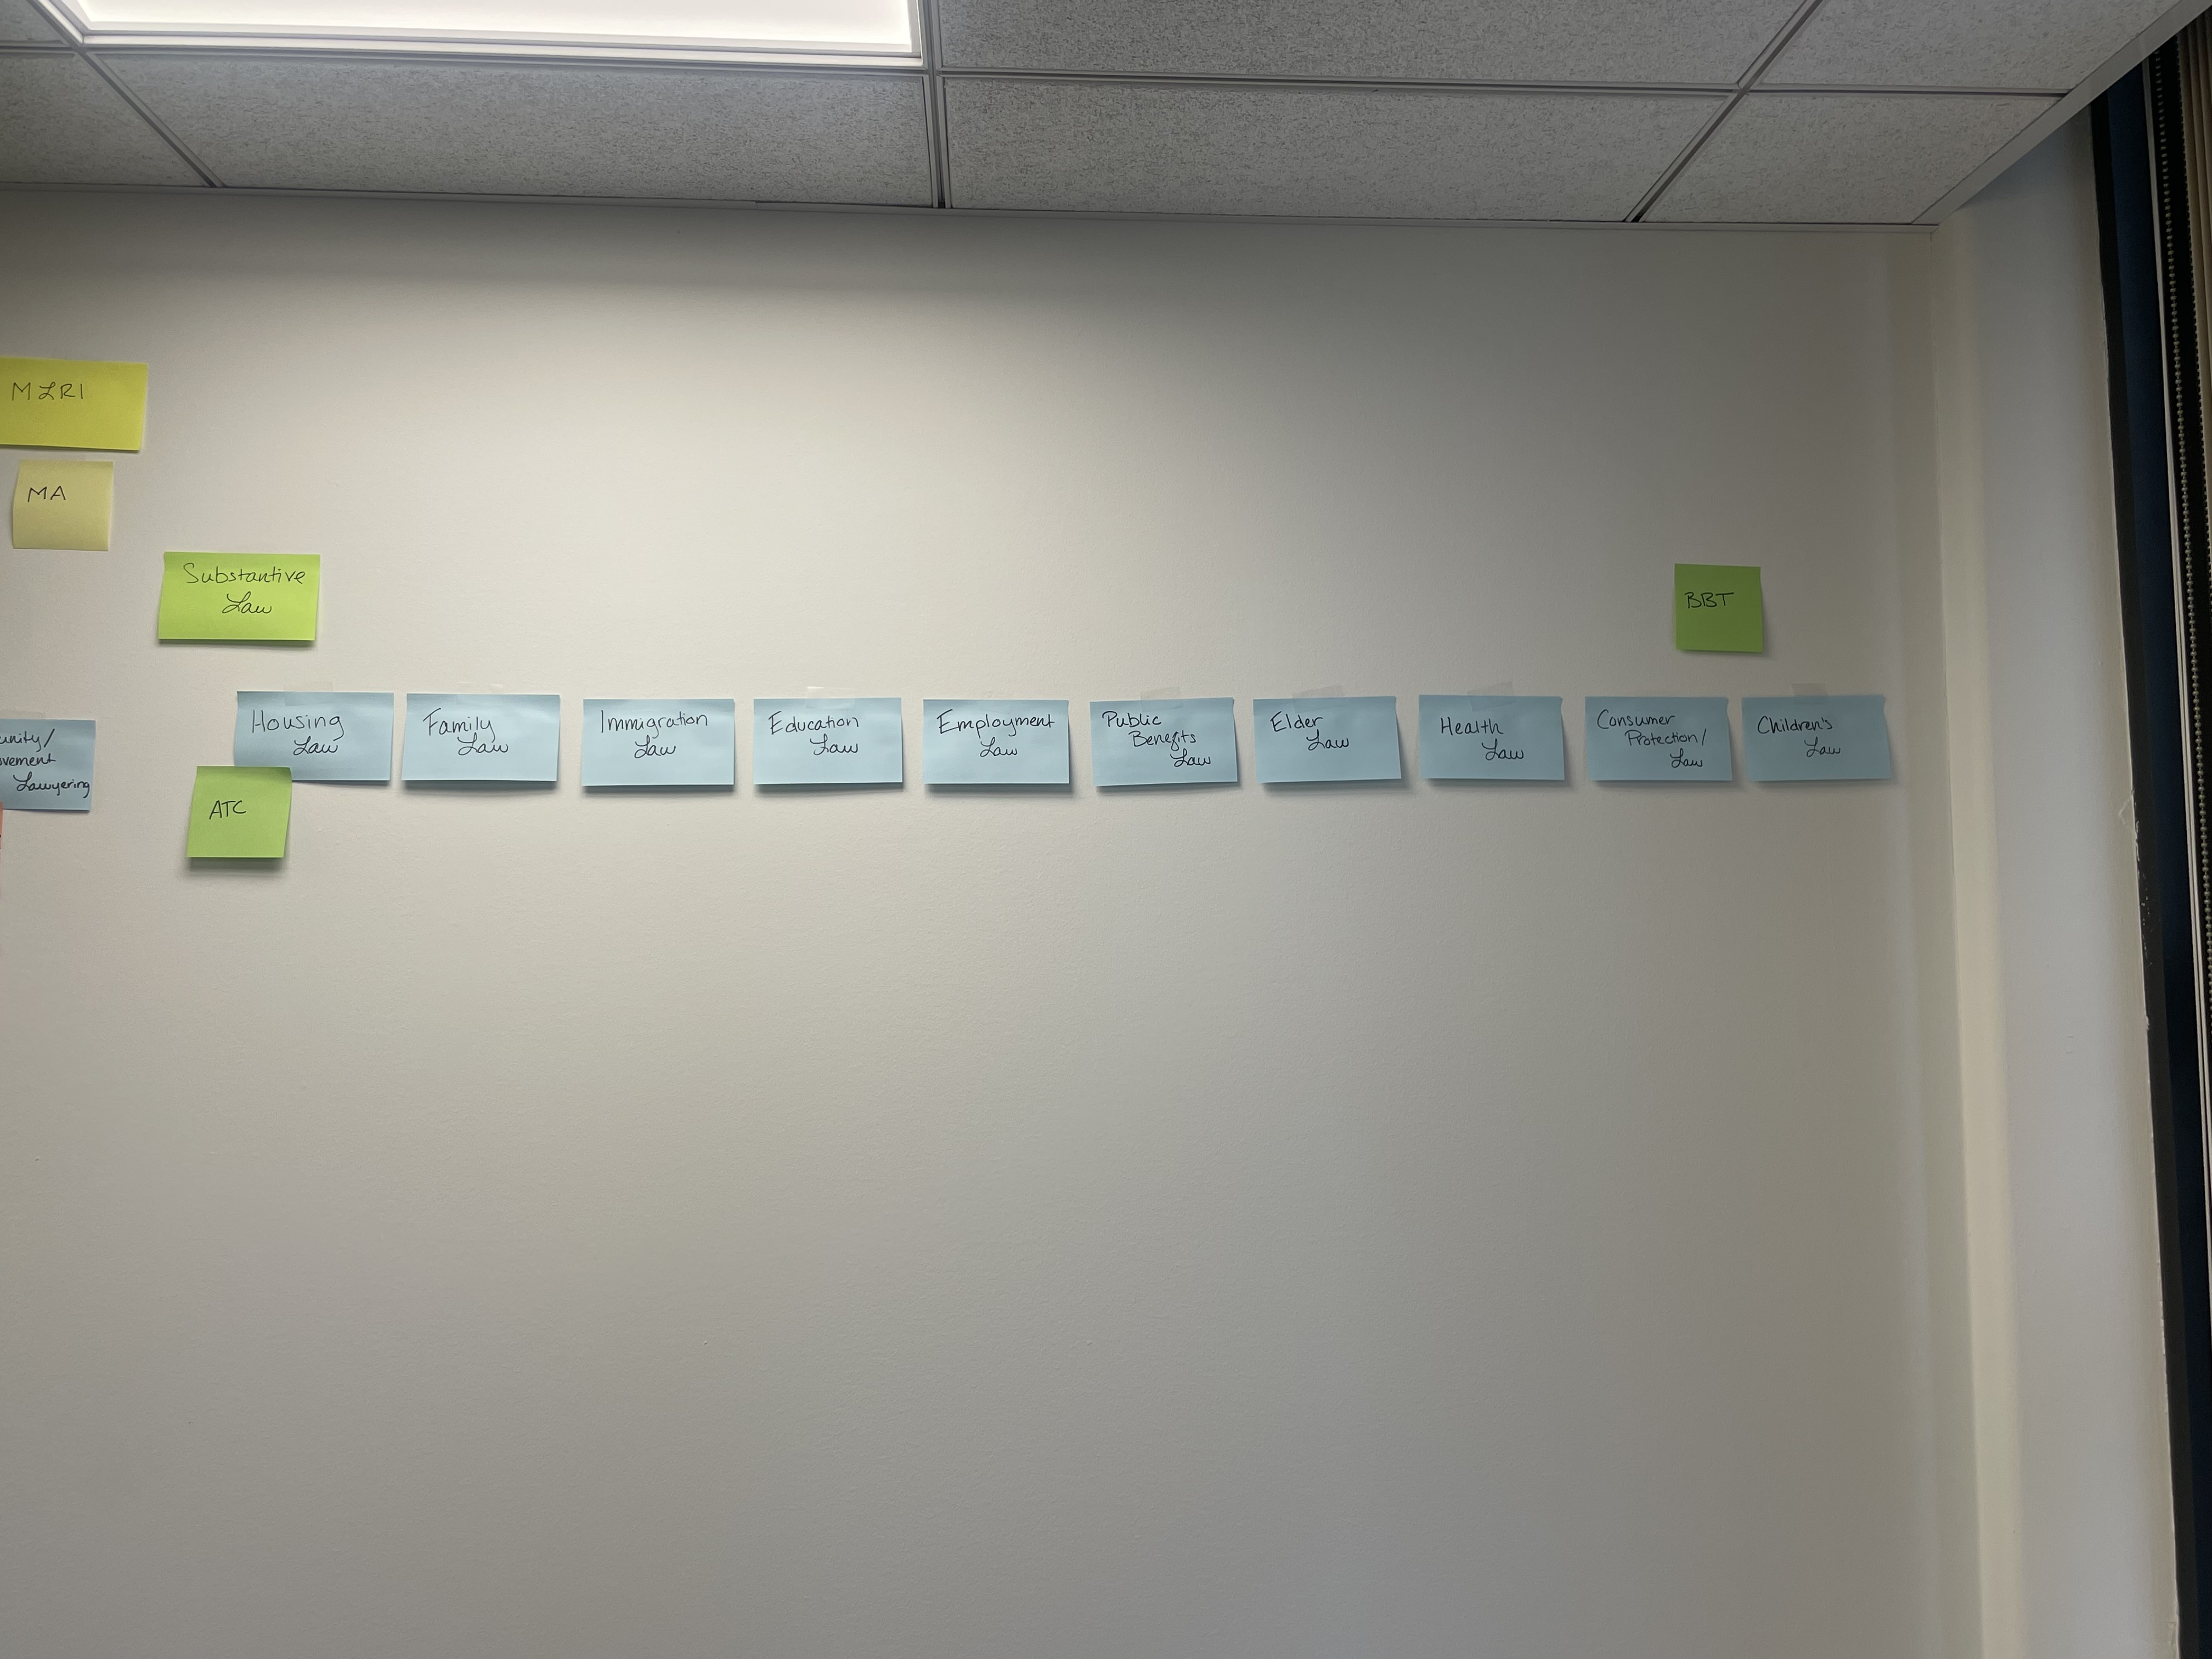 MLRI
MA
Substantive
Law
BBT
unity/
vement
Lawyering
Housing
Law
Family
Law
Immigration
Law
Education
Law
Employment
Law
Public
Benefits
Law
Elder
Law
Health
Law
Consumer
Protection/
Law
Children's
Law
ATC